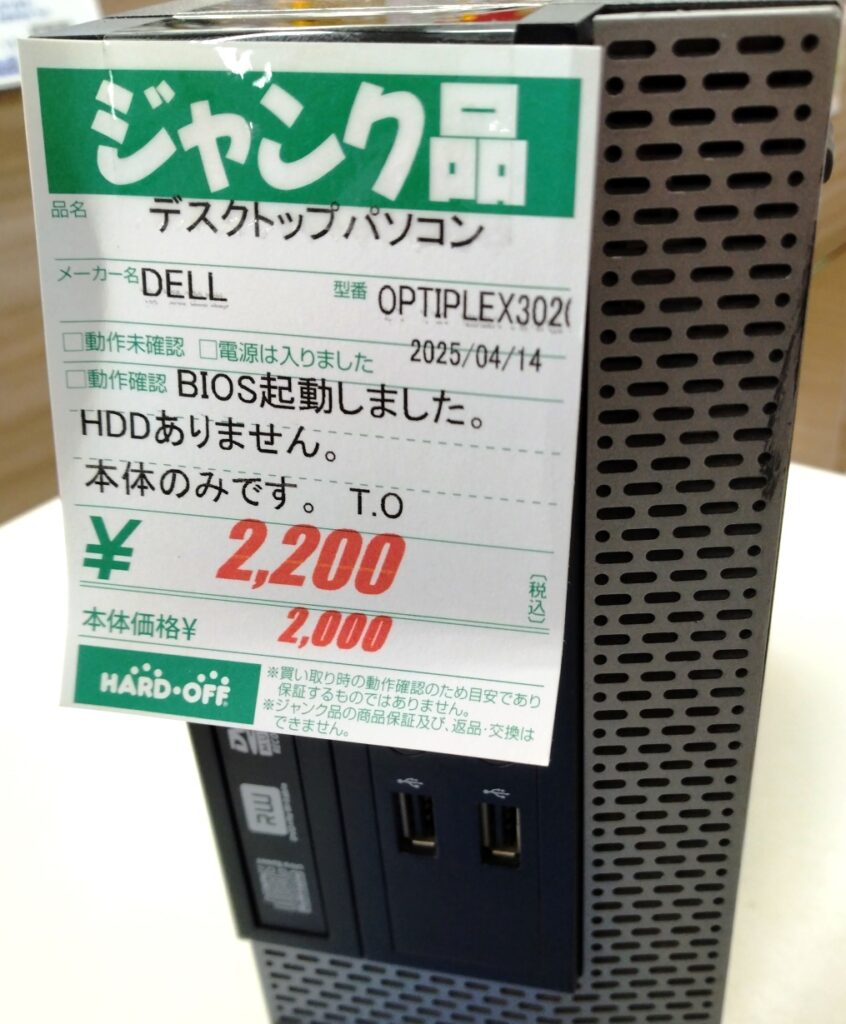 ジャンク品
品名 デスクトップパソコン
メーカー名 DELL 型番 OPTIPLEX3020
□動作未確認 □電源は入りました 2025/04/14
□動作確認 BIOS起動しました。
HDDありません。
本体のみです。 T.O
¥ 2,200 (税込)
本体価格¥ 2,000
HARD・OFF
※買い取り時の動作確認のため目安であり
保証するものではありません。
※ジャンク品の商品保証及び、返品・交換は
できません。
RW